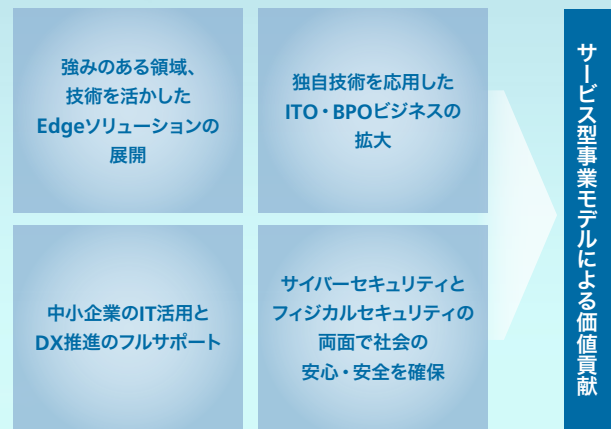 強みのある領域、
技術を活かした
Edgeソリューションの
展開
独自技術を応用した
ITO・BPOビジネスの
拡大
中小企業のIT活用と
DX推進のフルサポート
サイバーセキュリティと
フィジカルセキュリティの
両面で社会の
安心・安全を確保
サービス型事業モデルによる価値貢献